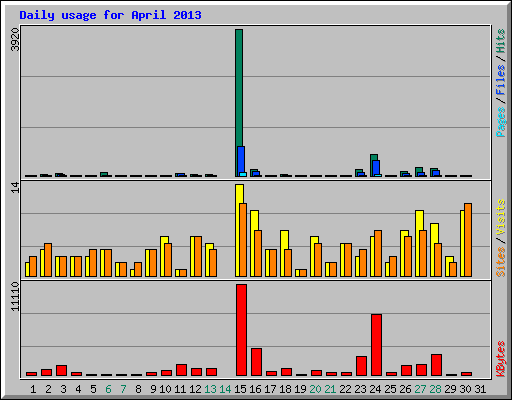 Daily usage for April 2013
3920
Pages / Files / Hits
14
Sites / Visits
11110
KBytes
1 2 3 4 5 6 7 8 9 10 11 12 13 14 15 16 17 18 19 20 21 22 23 24 25 26 27 28 29 30 31